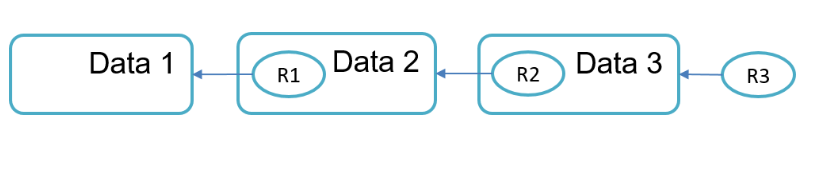 Data 1
R1
Data 2
R2
Data 3
R3